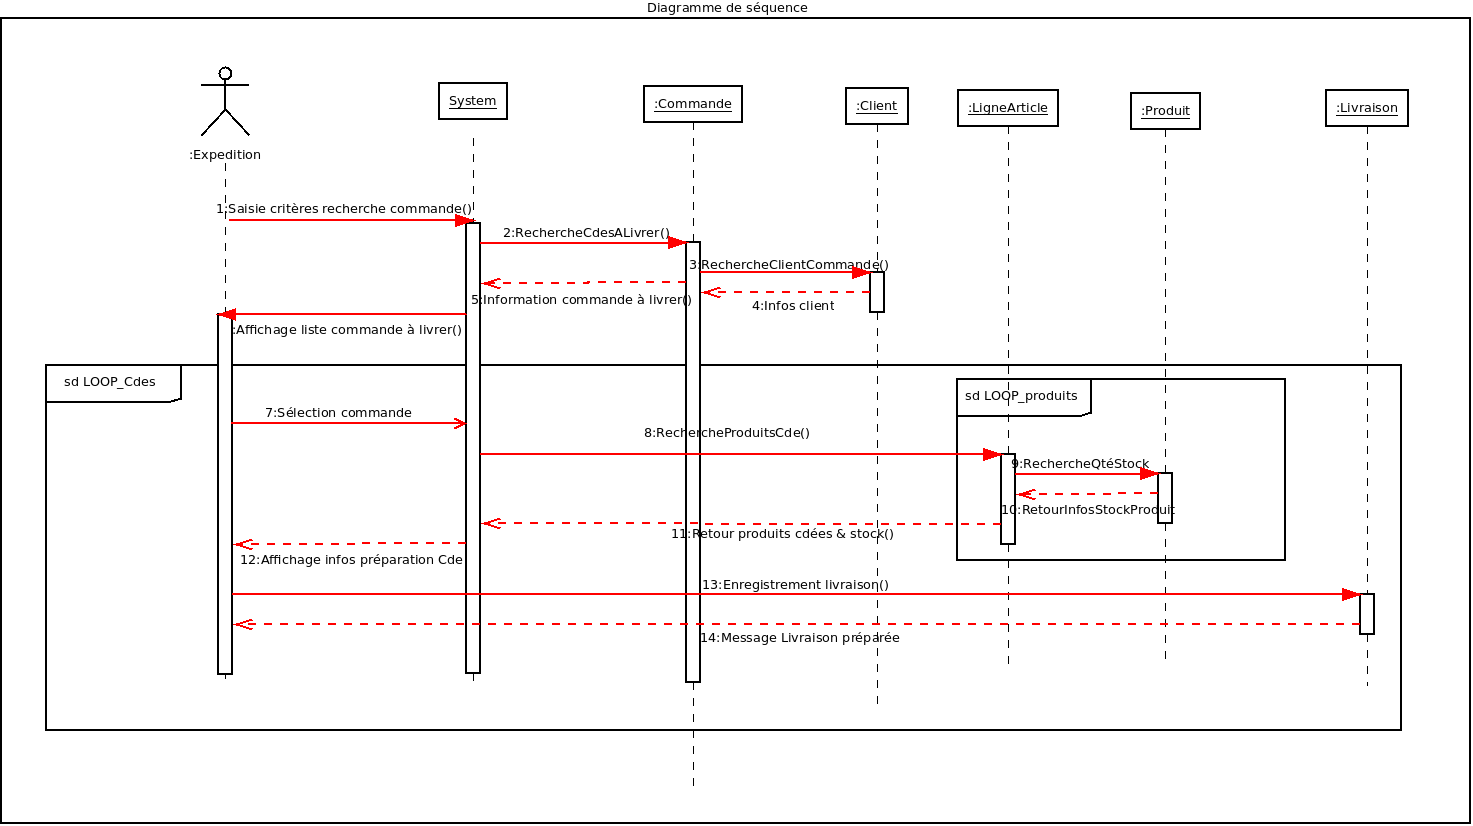 Diagramme de séquence
:Expedition
System
:Commande
:Client
:LigneArticle
:Produit
:Livraison
1:Saisie critères recherche commande()
2:RechercheCdesALivrer()
3:RechercheClientCommande()
4:Infos client
5:Information commande à livrer()
:Affichage liste commande à livrer()
sd LOOP_Cdes
sd LOOP_produits
7:Sélection commande
8:RechercheProduitsCde()
9:RechercheQtéStock
10:RetourInfosStockProduit
11:Retour produits cdées & stock()
12:Affichage infos préparation Cde
13:Enregistrement livraison()
14:Message Livraison préparée